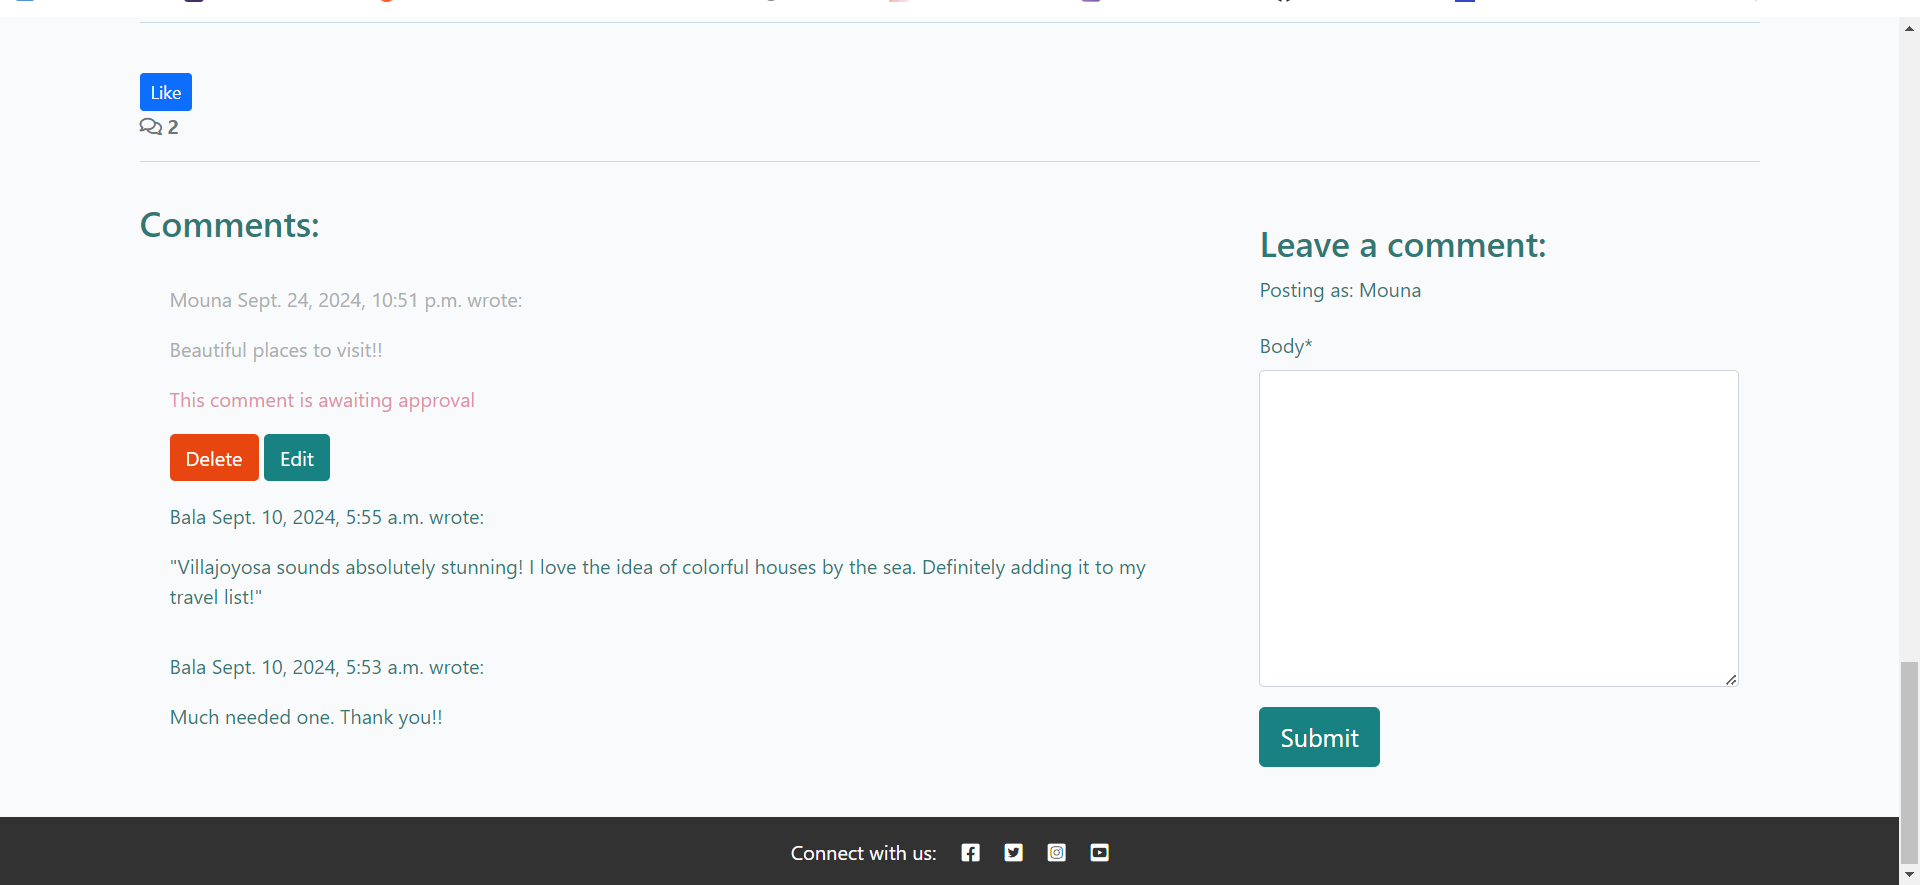 Like
2
Comments:
Mouna Sept. 24, 2024, 10:51 p.m. wrote:
Beautiful places to visit!!
This comment is awaiting approval
Delete Edit
Bala Sept. 10, 2024, 5:55 a.m. wrote:
"Villajoyosa sounds absolutely stunning! I love the idea of colorful houses by the sea. Definitely adding it to my
travel list!"
Bala Sept. 10, 2024, 5:53 a.m. wrote:
Much needed one. Thank you!!
Leave a comment:
Posting as: Mouna
Body*
Submit
Connect with us: